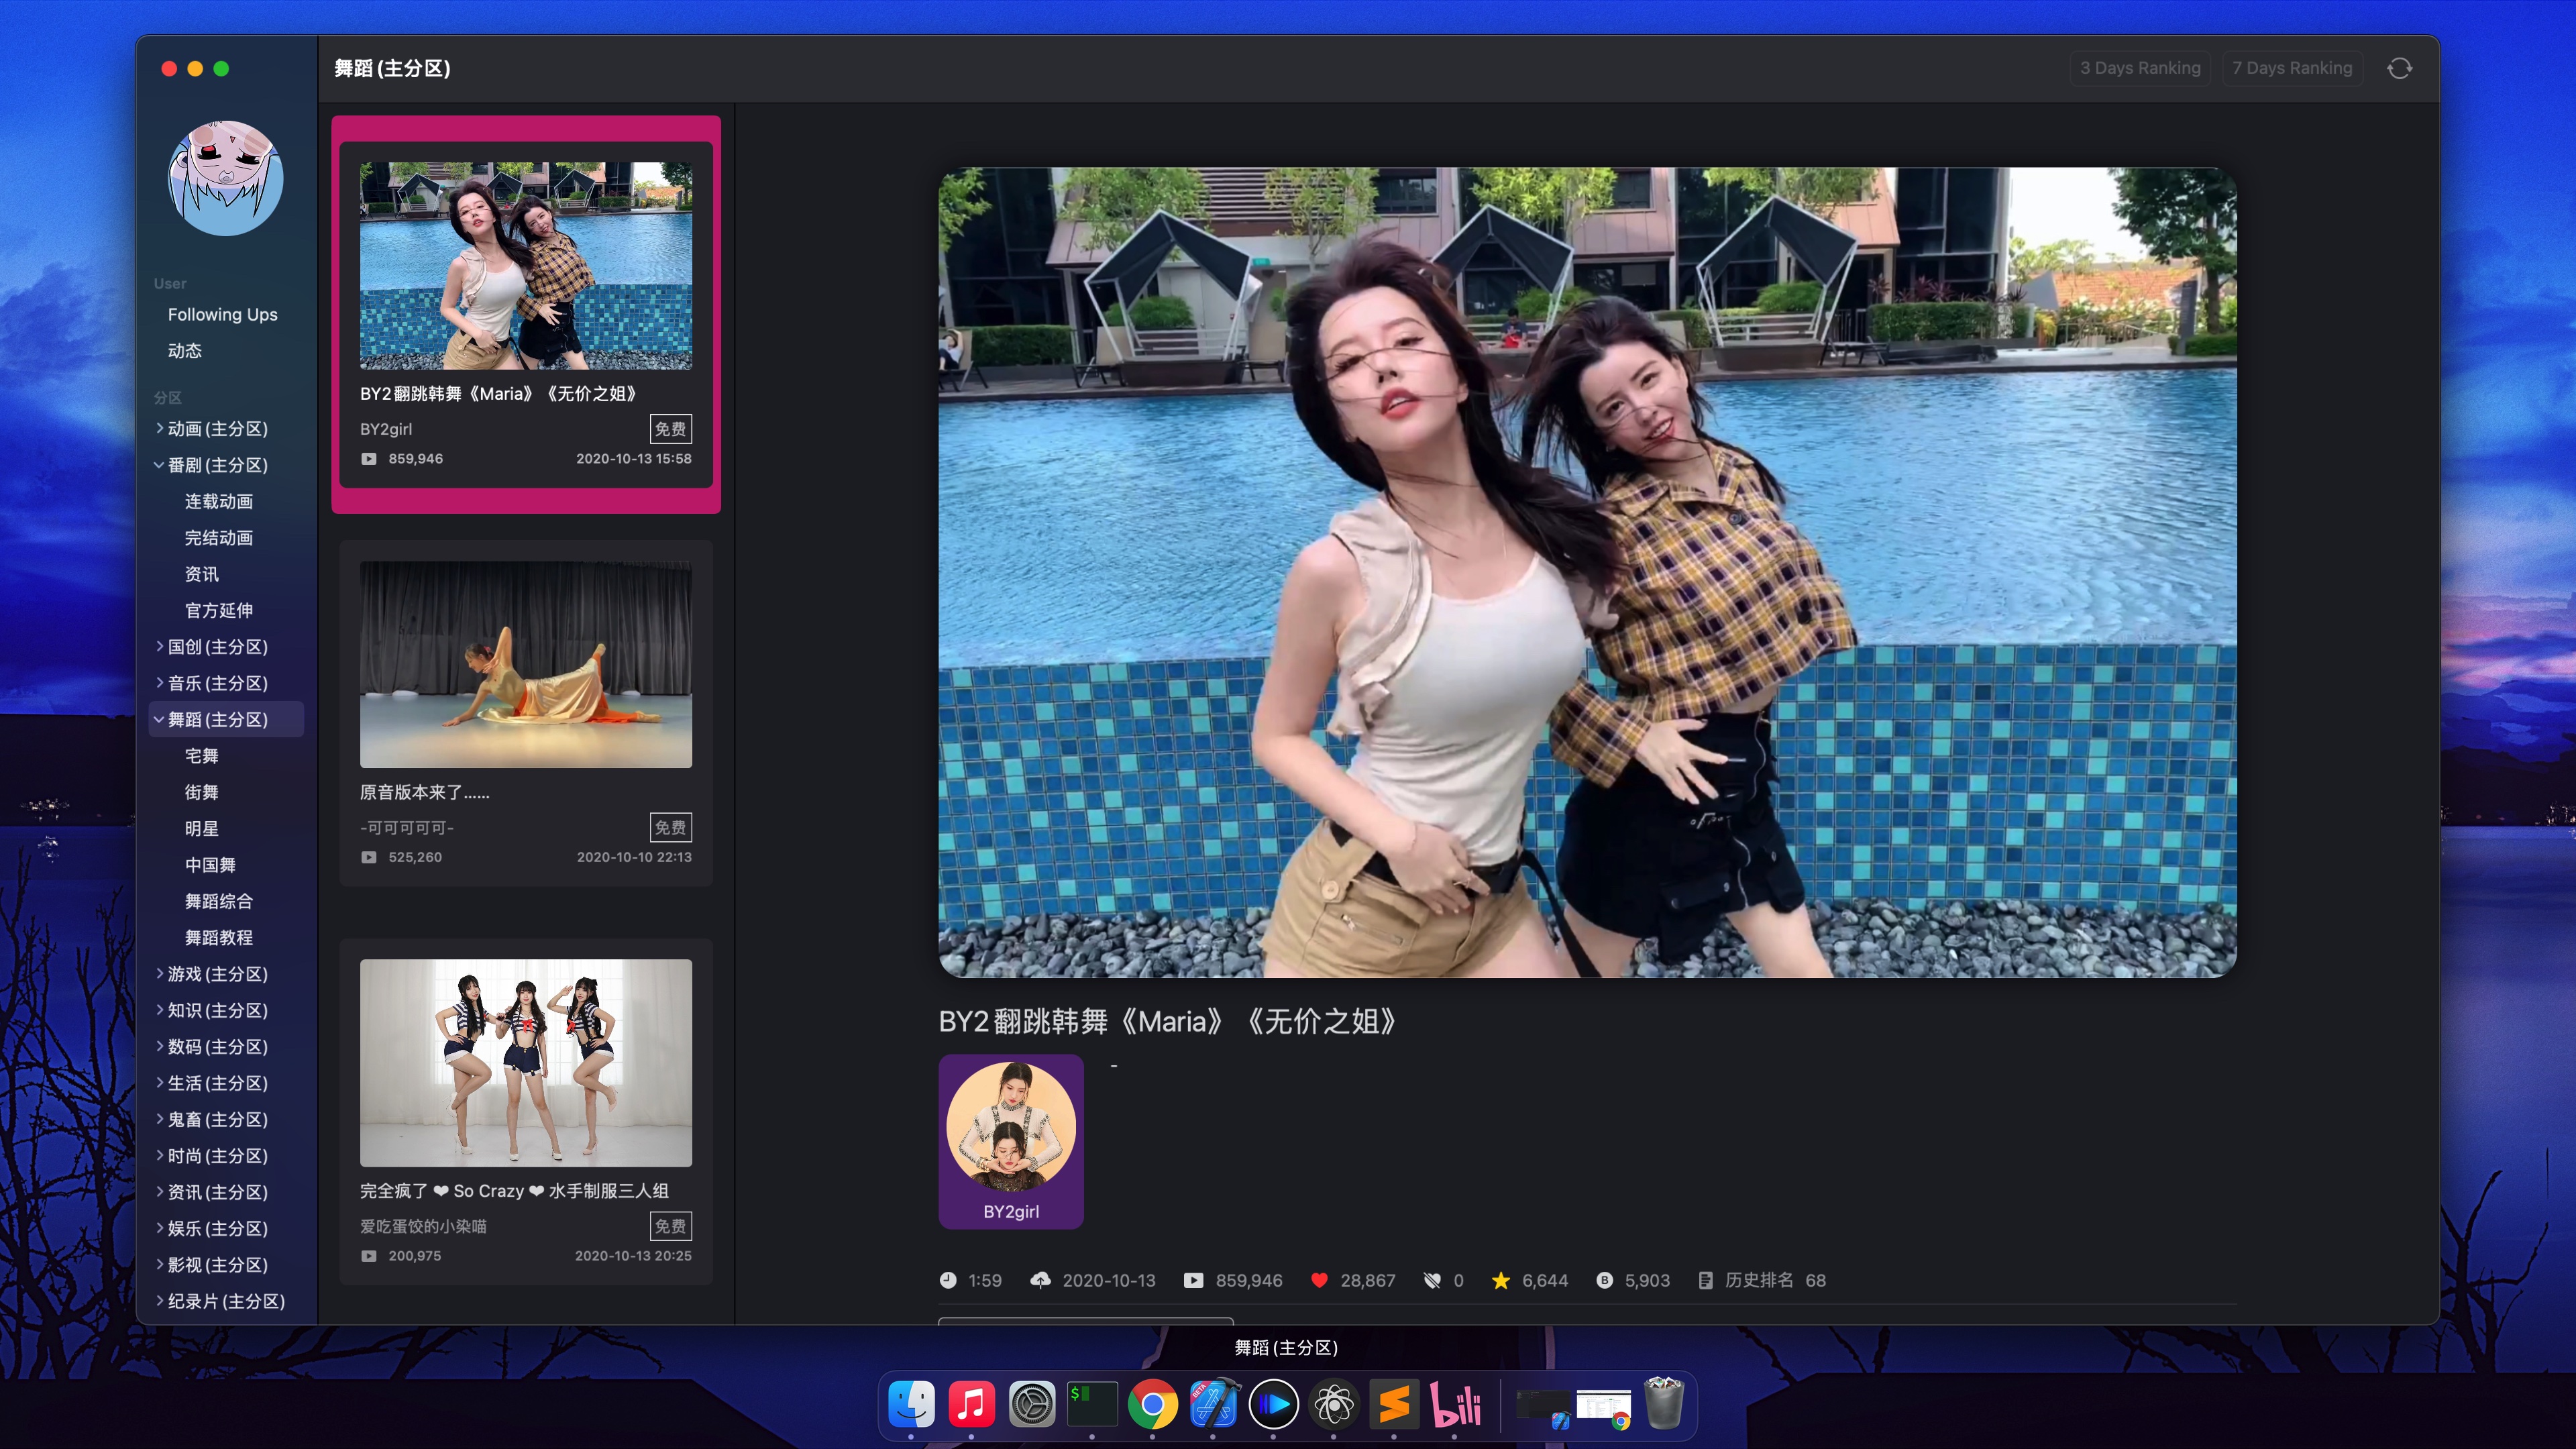 舞蹈(主分区)
3 Days Ranking
7 Days Ranking
User
Following Ups
动态
分区
动画(主分区)
番剧(主分区)
连载动画
完结动画
资讯
官方延伸
国创(主分区)
音乐(主分区)
舞蹈(主分区)
宅舞
街舞
明星
中国舞
舞蹈综合
舞蹈教程
游戏(主分区)
知识(主分区)
数码(主分区)
生活(主分区)
鬼畜(主分区)
时尚(主分区)
资讯(主分区)
娱乐(主分区)
影视(主分区)
纪录片(主分区)
BY2翻跳韩舞《Maria》《无价之姐》
BY2girl 免费
859,946 2020-10-13 15:58
原音版本来了......
-可可可可可- 免费
525,260 2020-10-10 22:13
完全疯了 ❤ So Crazy ❤ 水手制服三人组
爱吃蛋饺的小染喵 免费
200,975 2020-10-13 20:25
BY2翻跳韩舞《Maria》《无价之姐》
-
BY2girl
1:59 2020-10-13 859,946 28,867 0 6,644 B 5,903 历史排名 68
舞蹈(主分区)
$
BETA
bili